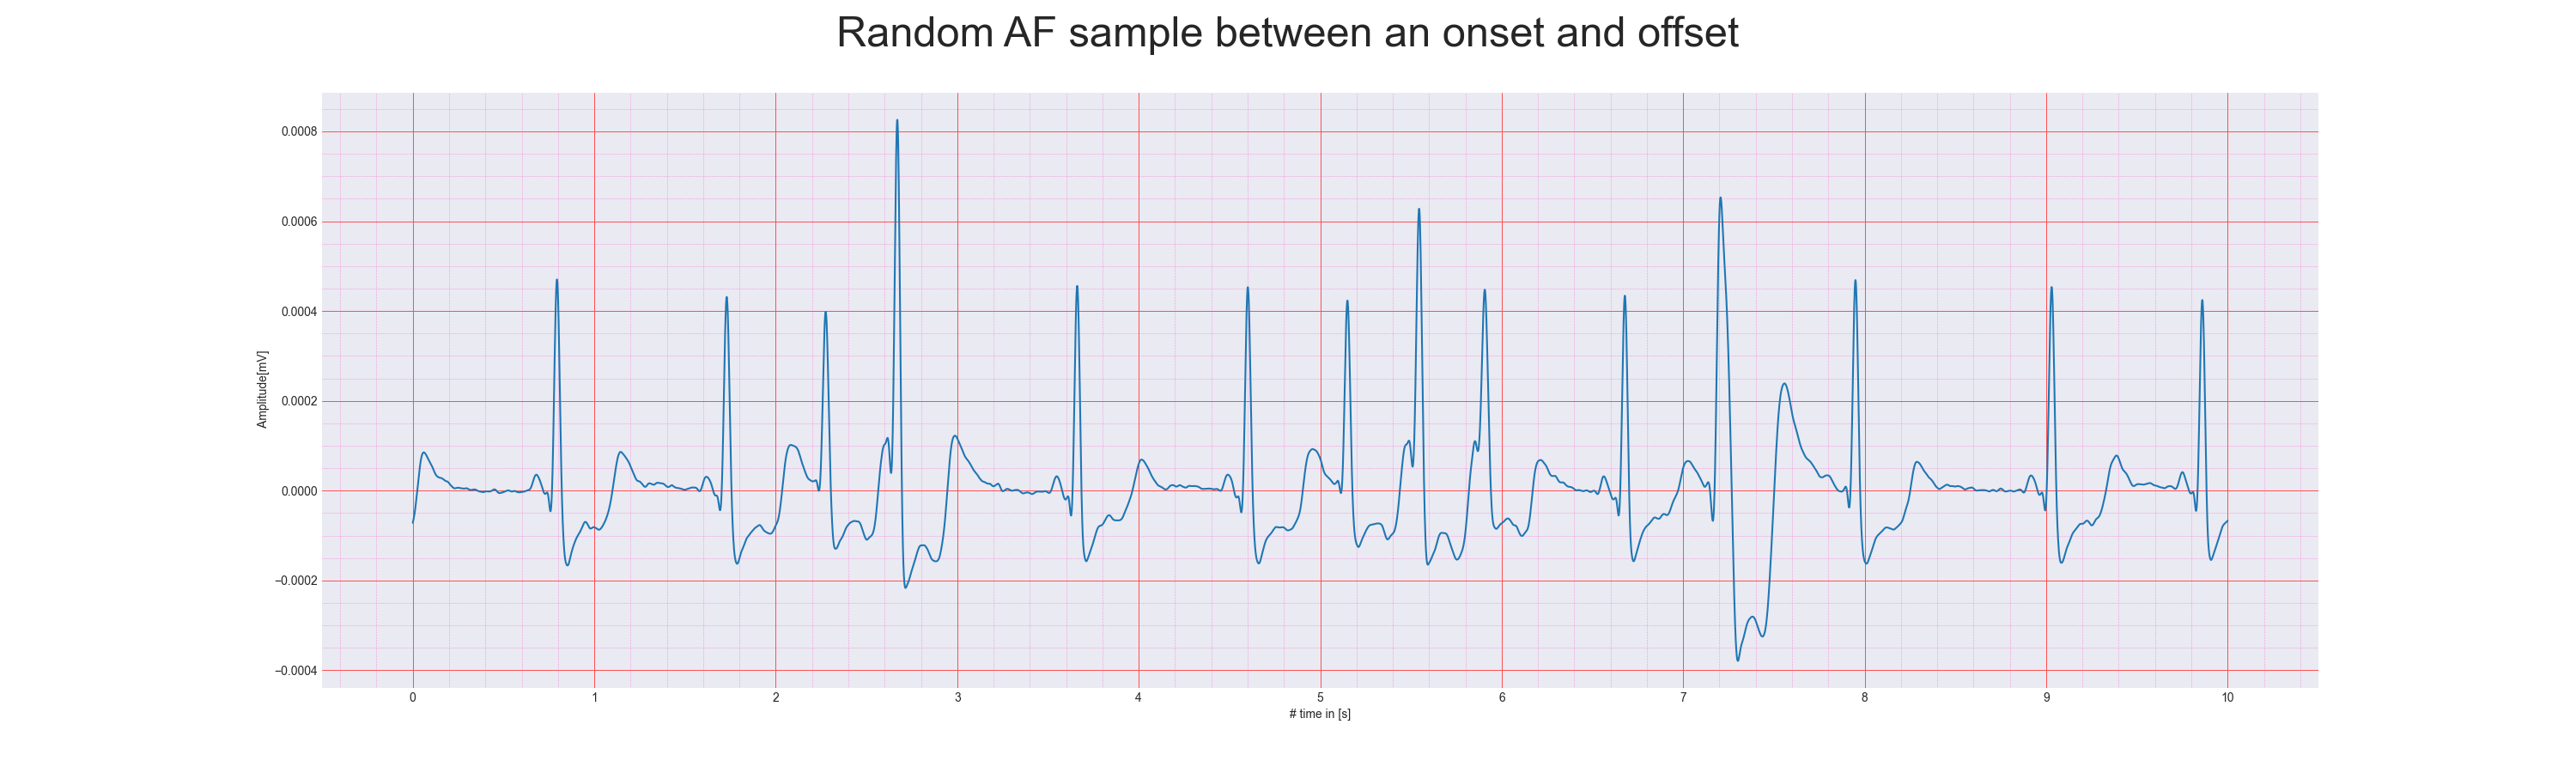 Random AF sample between an onset and offset
0.0008
0.0006
0.0004
0.0002
0.0000
−0.0002
−0.0004
Amplitude[mV]
0 1 2 3 4 5 6 7 8 9 10
# time in [s]